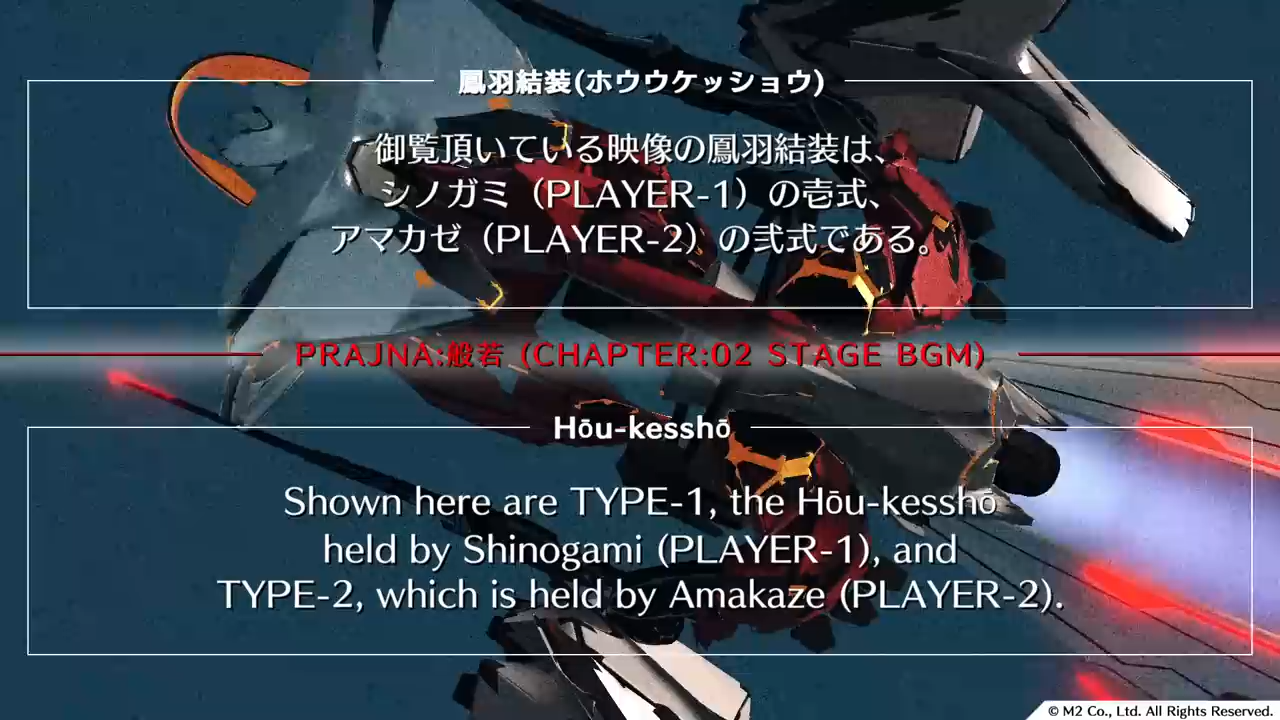 鳳羽結装(ホウウケッショウ)
御覧頂いている映像の鳳羽結装は、
シノガミ（PLAYER-1）の壱式、
アマカゼ（PLAYER-2）の弐式である。
PRAJNA:般若 (CHAPTER:02 STAGE BGM)
Hōu-kesshō
Shown here are TYPE-1, the Hōu-kesshō
held by Shinogami (PLAYER-1), and
TYPE-2, which is held by Amakaze (PLAYER-2).
© M2 Co., Ltd. All Rights Reserved.